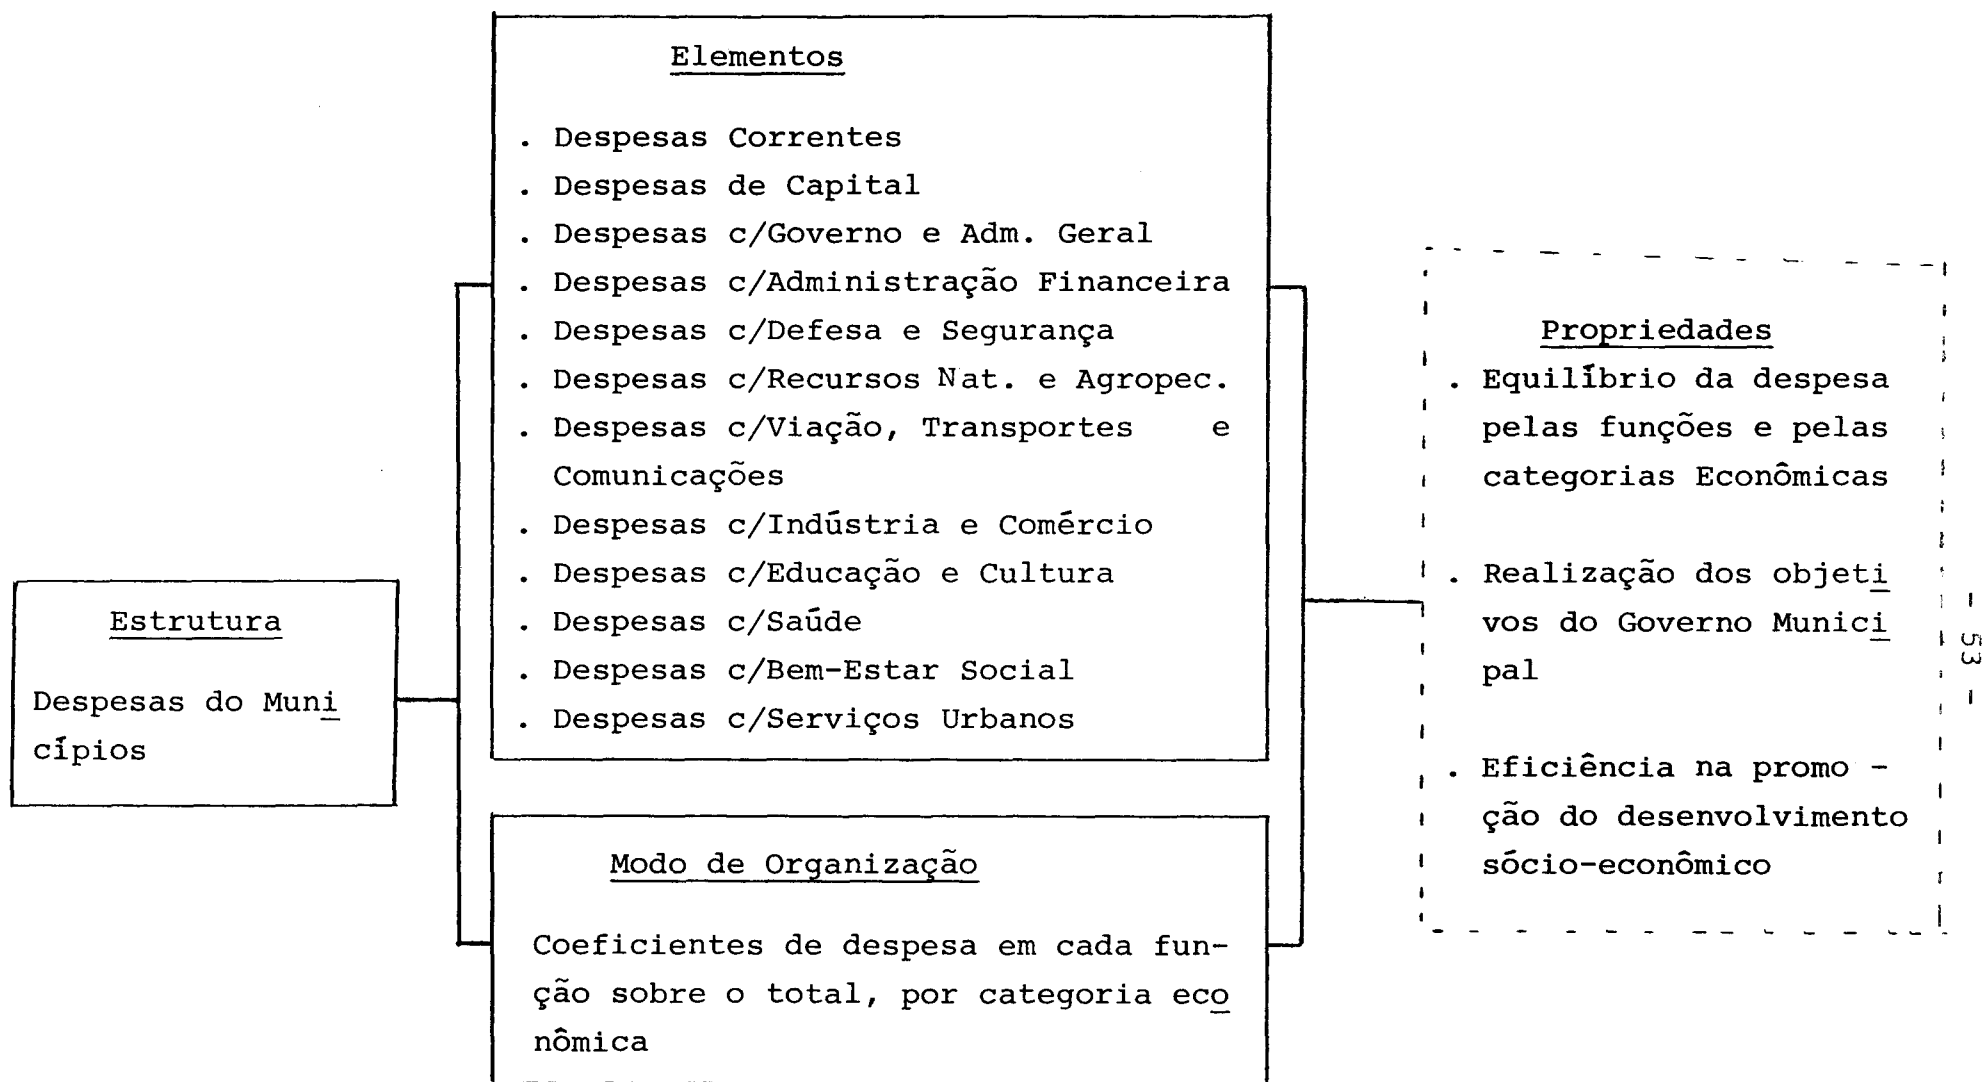 Elementos
. Despesas Correntes
. Despesas de Capital
. Despesas c/Governo e Adm. Geral
. Despesas c/Administração Financeira
. Despesas c/Defesa e Segurança
. Despesas c/Recursos Nat. e Agropec.
. Despesas c/Viação, Transportes e
Comunicações
. Despesas c/Indústria e Comércio
. Despesas c/Educação e Cultura
. Despesas c/Saúde
. Despesas c/Bem-Estar Social
. Despesas c/Serviços Urbanos
Estrutura
Despesas do Muni
cípios
Modo de Organização
Coeficientes de despesa em cada fun-
ção sobre o total, por categoria eco
nômica
Propriedades
. Equilíbrio da despesa
pelas funções e pelas
categorias Econômicas
. Realização dos objeti
vos do Governo Munici
pal
. Eficiência na promo -
ção do desenvolvimento
sócio-econômico
- 53 -